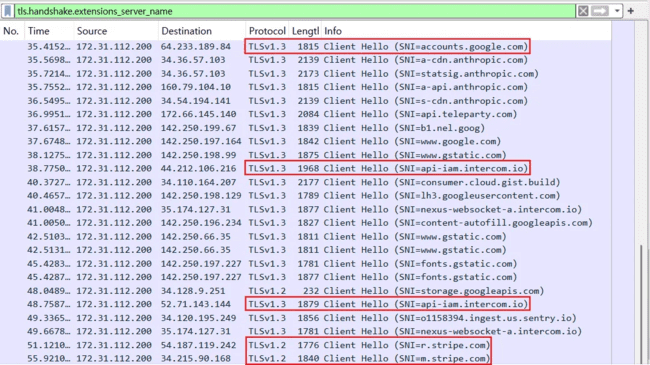 tls.handshake.extensions_server_name
No. Time Source Destination Protocol Lengtl Info
35.4152… 172.31.112.200 64.233.189.84 TLSv1.3 1815 Client Hello (SNI=accounts.google.com)
35.5698… 172.31.112.200 34.36.57.103 TLSv1.3 2139 Client Hello (SNI=a-cdn.anthropic.com)
35.7214… 172.31.112.200 34.36.57.103 TLSv1.3 2173 Client Hello (SNI=statsig.anthropic.com)
35.7552… 172.31.112.200 160.79.104.10 TLSv1.3 1815 Client Hello (SNI=a-api.anthropic.com)
36.5495… 172.31.112.200 34.54.194.141 TLSv1.3 2139 Client Hello (SNI=s-cdn.anthropic.com)
36.9951… 172.31.112.200 172.66.145.140 TLSv1.3 2084 Client Hello (SNI=api.teleparty.com)
37.6157… 172.31.112.200 142.250.199.67 TLSv1.3 1839 Client Hello (SNI=b1.nel.goog)
37.6748… 172.31.112.200 142.250.197.164 TLSv1.3 1842 Client Hello (SNI=www.google.com)
38.1275… 172.31.112.200 142.250.198.99 TLSv1.3 1875 Client Hello (SNI=www.gstatic.com)
38.7750… 172.31.112.200 44.212.106.216 TLSv1.3 1968 Client Hello (SNI=api-iam.intercom.io)
40.3727… 172.31.112.200 34.110.164.207 TLSv1.3 2177 Client Hello (SNI=consumer.cloud.gist.build)
40.4657… 172.31.112.200 142.250.198.129 TLSv1.3 1789 Client Hello (SNI=lh3.googleusercontent.com)
41.0048… 172.31.112.200 35.174.127.31 TLSv1.3 1877 Client Hello (SNI=nexus-websocket-a.intercom.io)
41.0050… 172.31.112.200 142.250.196.234 TLSv1.3 1827 Client Hello (SNI=content-autofill.googleapis.com)
42.5103… 172.31.112.200 142.250.66.35 TLSv1.3 1811 Client Hello (SNI=www.gstatic.com)
42.5131… 172.31.112.200 142.250.66.35 TLSv1.3 1811 Client Hello (SNI=www.gstatic.com)
45.4283… 172.31.112.200 142.250.197.227 TLSv1.3 1781 Client Hello (SNI=fonts.gstatic.com)
45.4283… 172.31.112.200 142.250.197.227 TLSv1.3 1877 Client Hello (SNI=fonts.gstatic.com)
48.0489… 172.31.112.200 34.128.9.251 TLSv1.2 232 Client Hello (SNI=storage.googleapis.com)
48.7587… 172.31.112.200 52.71.143.144 TLSv1.3 1879 Client Hello (SNI=api-iam.intercom.io)
49.3365… 172.31.112.200 34.120.195.249 TLSv1.3 1856 Client Hello (SNI=o1158394.ingest.us.sentry.io)
49.6678… 172.31.112.200 35.174.127.31 TLSv1.3 1781 Client Hello (SNI=nexus-websocket-a.intercom.io)
51.1210… 172.31.112.200 54.187.119.242 TLSv1.2 1776 Client Hello (SNI=r.stripe.com)
55.9210… 172.31.112.200 34.215.90.168 TLSv1.2 1840 Client Hello (SNI=m.stripe.com)